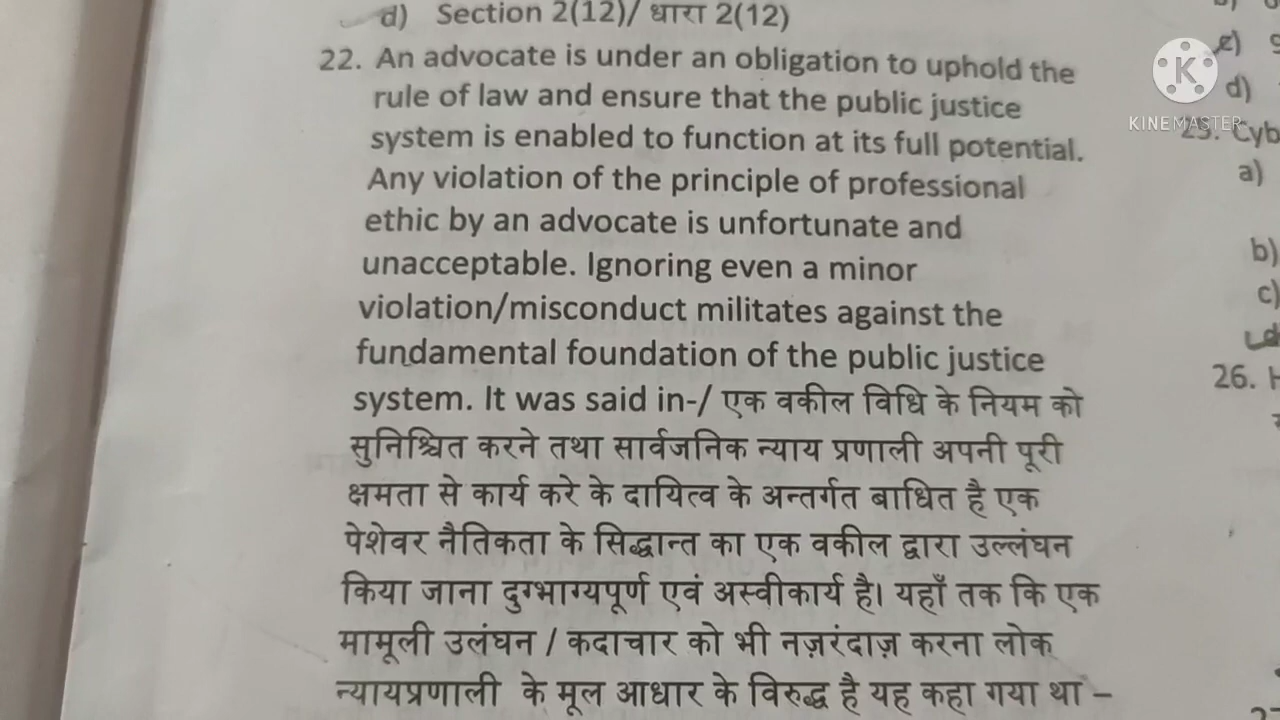 d) Section 2(12)/ धारा 2(12)
22. An advocate is under an obligation to uphold the
rule of law and ensure that the public justice
system is enabled to function at its full potential.
Any violation of the principle of professional
ethic by an advocate is unfortunate and
unacceptable. Ignoring even a minor
violation/misconduct militates against the
fundamental foundation of the public justice
system. It was said in-/ एक वकील विधि के नियम को
सुनिश्चित करने तथा सार्वजनिक न्याय प्रणाली अपनी पूरी
क्षमता से कार्य करे के दायित्व के अन्तर्गत बाधित है एक
पेशेवर नैतिकता के सिद्धान्त का एक वकील द्वारा उल्लंघन
किया जाना दुग्भाग्यपूर्ण एवं अस्वीकार्य है। यहाँ तक कि एक
मामूली उलंघन / कदाचार को भी नज़रंदाज़ करना लोक
न्यायप्रणाली के मूल आधार के विरुद्ध है यह कहा गया था –
c)
d)
K
KINEMASTER
25. Cyb
a)
b)
c)
26. H